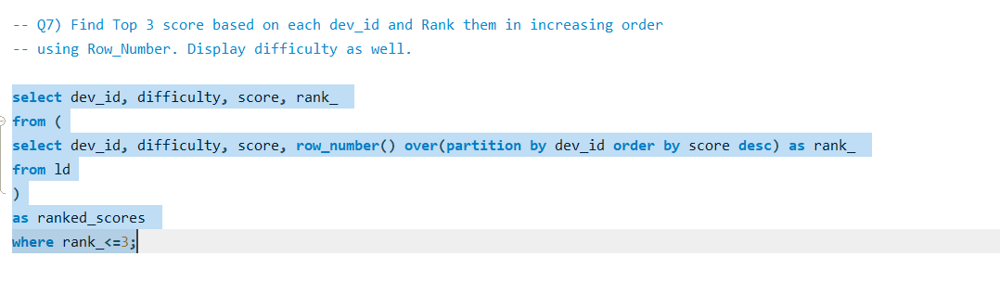 -- Q7) Find Top 3 score based on each dev_id and Rank them in increasing order
-- using Row_Number. Display difficulty as well.
select dev_id, difficulty, score, rank_
from (
select dev_id, difficulty, score, row_number() over(partition by dev_id order by score desc) as rank_
from ld
)
as ranked_scores
where rank_<=3;